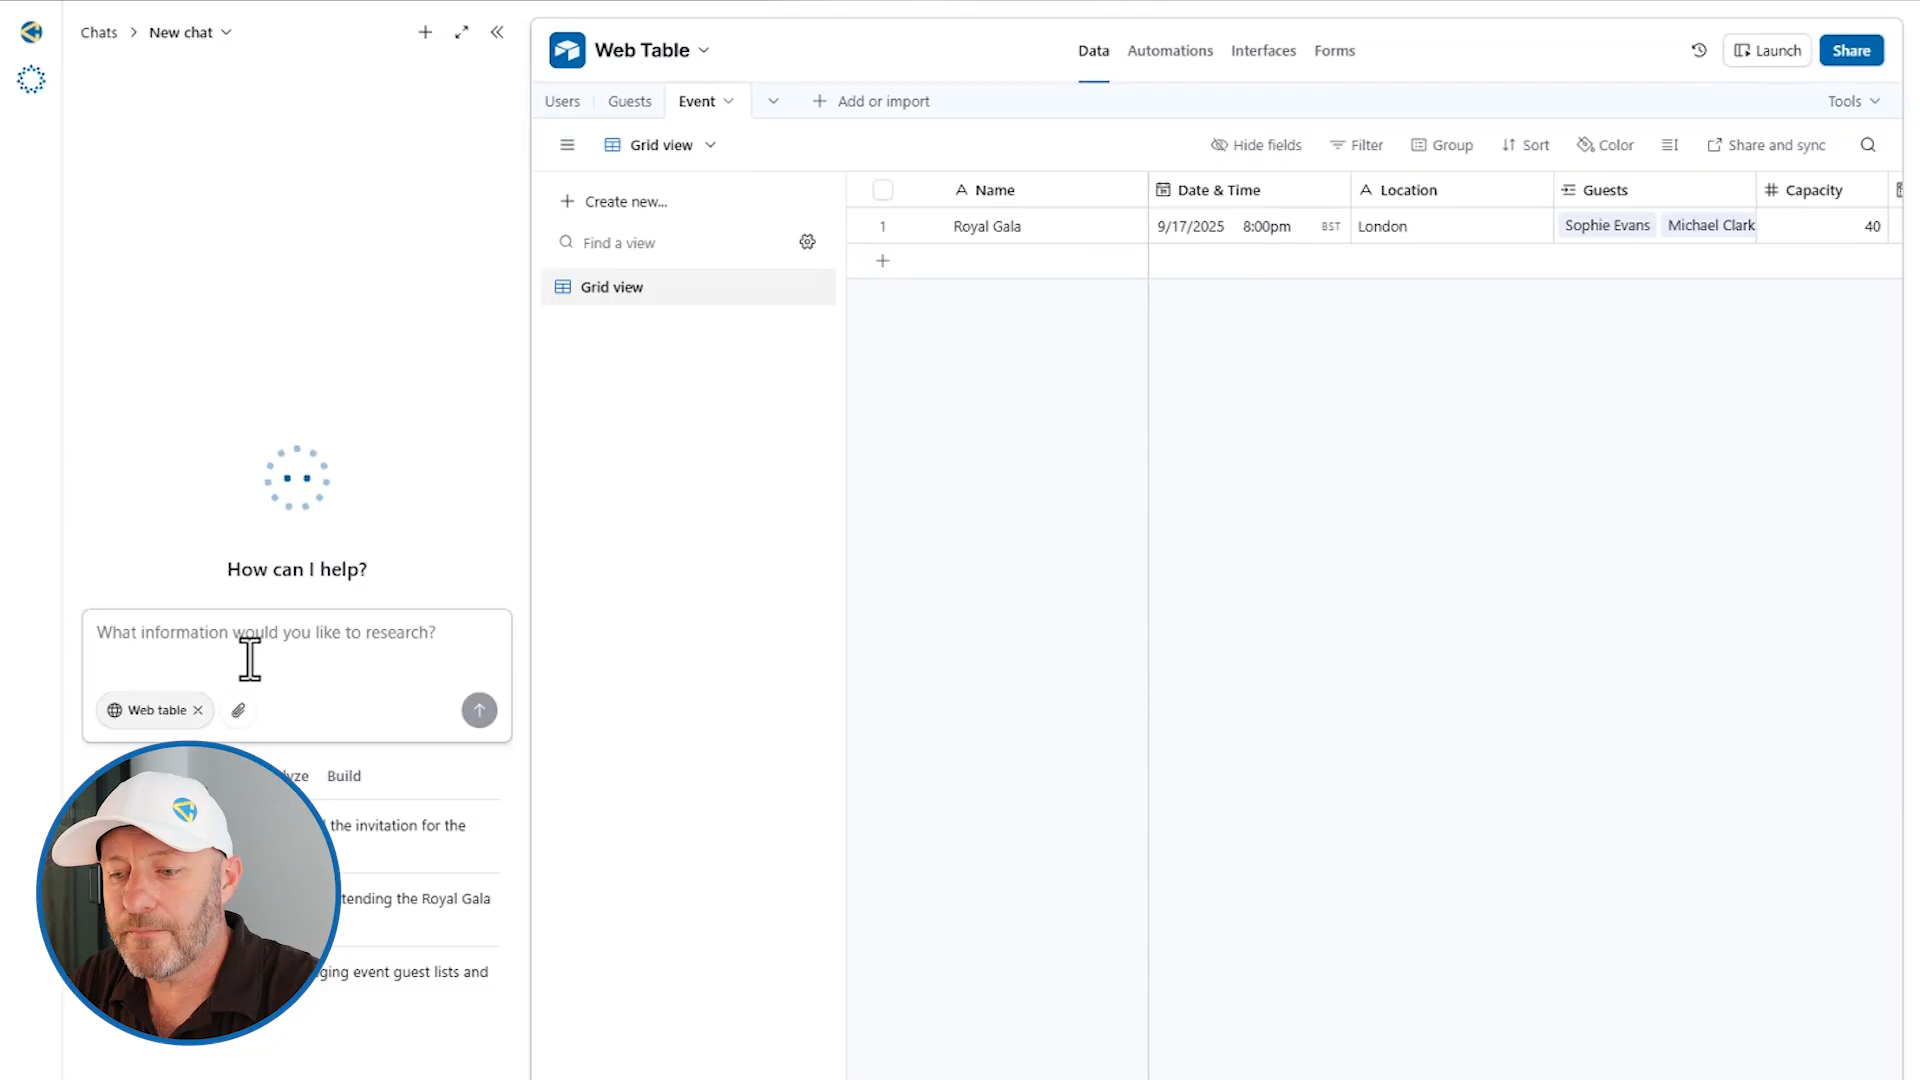 Chats > New chat
Web Table
Data Automations Interfaces Forms
Launch Share
Users Guests Event + Add or import
Tools
Grid view
Hide fields Filter Group Sort Color Share and sync
+ Create new...
Find a view
Grid view
Name Date & Time Location Guests Capacity
1 Royal Gala 9/17/2025 8:00pm BST London Sophie Evans Michael Clark 40
+
How can I help?
What information would you like to research?
Web table
Build
the invitation for the
the Royal Gala
event guest lists and